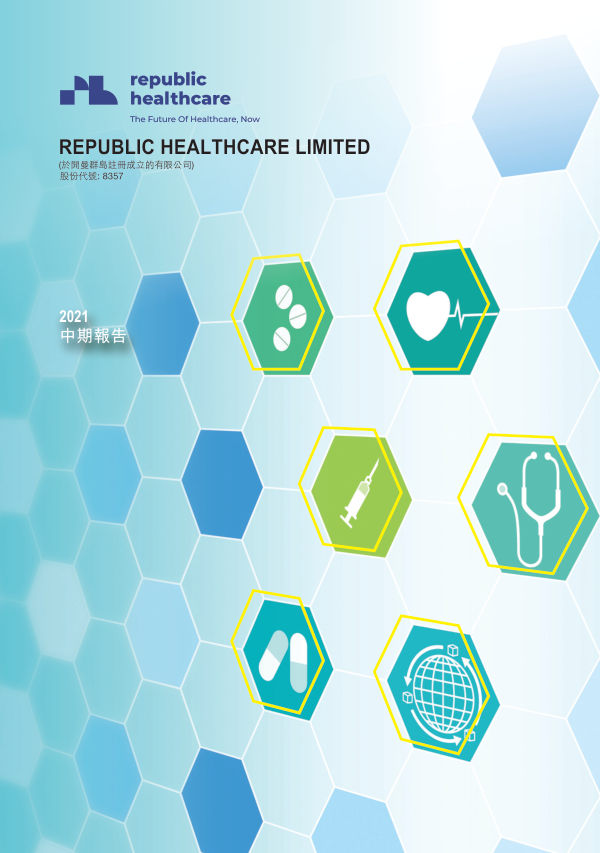 republic
healthcare
The Future Of Healthcare, Now
REPUBLIC HEALTHCARE LIMITED
(於開曼群島註冊成立的有限公司)
股份代號: 8357
2021
中期報告